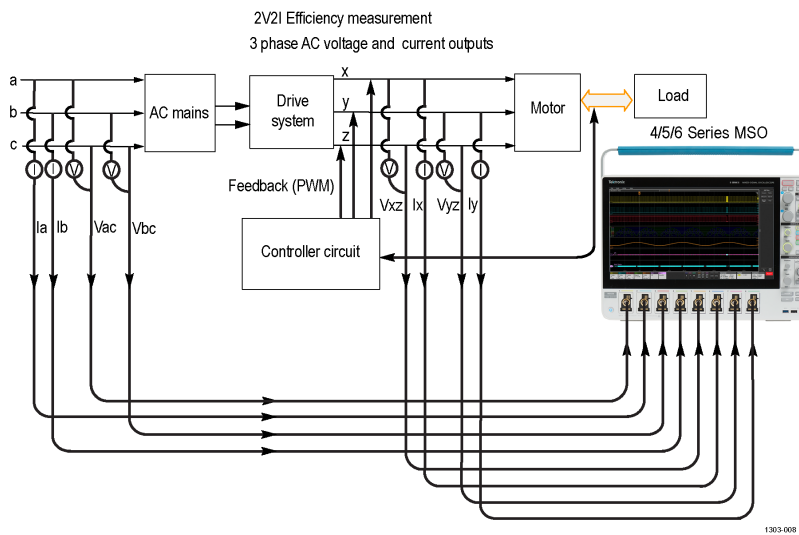 2V2I Efficiency measurement
3 phase AC voltage and current outputs
a
b
c
AC mains
Drive
system
x
y
z
Motor
Load
4/5/6 Series MSO
Tektronix
I
I
V
V
V
I
V
I
Feedback (PWM)
Ia
Ib
Vac
Vbc
Vxz
Ix
Vyz
Iy
Controller circuit
1303-008